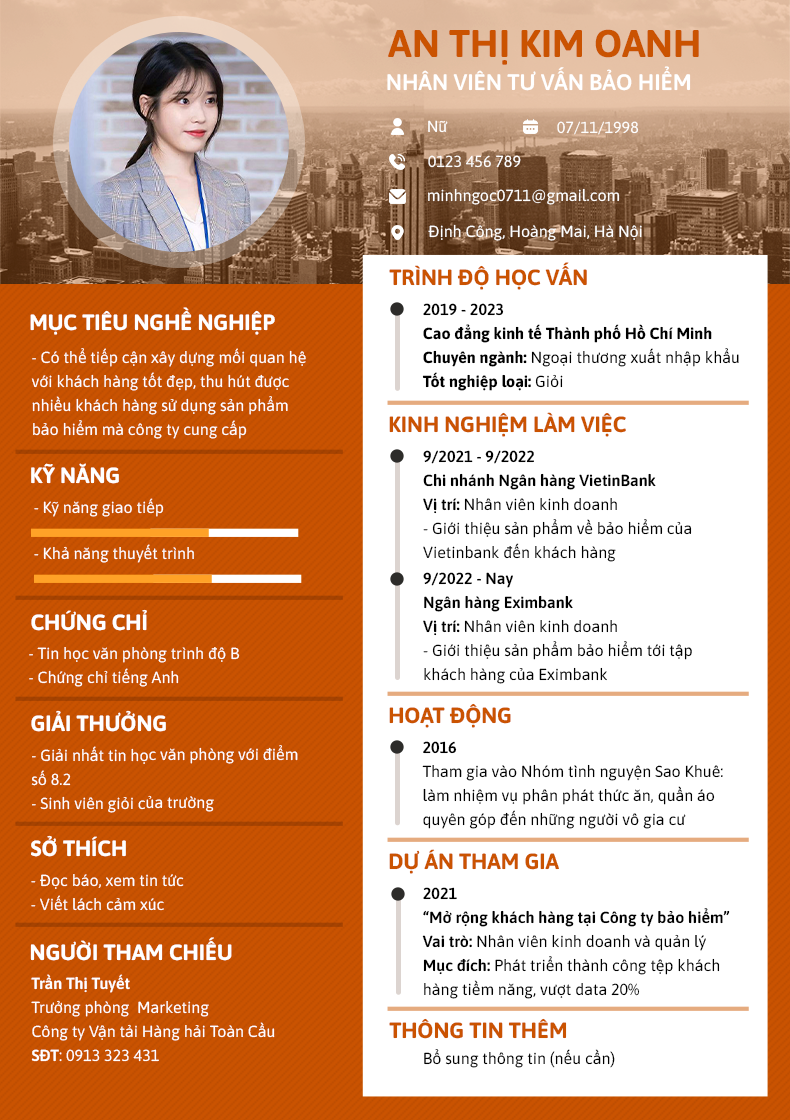 AN THỊ KIM OANH
NHÂN VIÊN TƯ VẤN BẢO HIỂM
Nữ
07/11/1998
0123 456 789
minhngoc0711@gmail.com
Định Công, Hoàng Mai, Hà Nội
MỤC TIÊU NGHỀ NGHIỆP
- Có thể tiếp cận xây dựng mối quan hệ
với khách hàng tốt đẹp, thu hút được
nhiều khách hàng sử dụng sản phẩm
bảo hiểm mà công ty cung cấp
KỸ NĂNG
- Kỹ năng giao tiếp
- Khả năng thuyết trình
CHỨNG CHỈ
- Tin học văn phòng trình độ B
- Chứng chỉ tiếng Anh
GIẢI THƯỞNG
- Giải nhất tin học văn phòng với điểm
số 8.2
- Sinh viên giỏi của trường
SỞ THÍCH
- Đọc báo, xem tin tức
- Viết lách cảm xúc
NGƯỜI THAM CHIẾU
Trần Thị Tuyết
Trưởng phòng Marketing
Công ty Vận tải Hàng hải Toàn Cầu
SĐT: 0913 323 431
TRÌNH ĐỘ HỌC VẤN
2019 - 2023
Cao đẳng kinh tế Thành phố Hồ Chí Minh
Chuyên ngành: Ngoại thương xuất nhập khẩu
Tốt nghiệp loại: Giỏi
KINH NGHIỆM LÀM VIỆC
9/2021 - 9/2022
Chi nhánh Ngân hàng VietinBank
Vị trí: Nhân viên kinh doanh
- Giới thiệu sản phẩm về bảo hiểm của
Vietinbank đến khách hàng
9/2022 - Nay
Ngân hàng Eximbank
Vị trí: Nhân viên kinh doanh
- Giới thiệu sản phẩm bảo hiểm tới tập
khách hàng của Eximbank
HOẠT ĐỘNG
2016
Tham gia vào Nhóm tình nguyện Sao Khuê:
làm nhiệm vụ phân phát thức ăn, quần áo
quyên góp đến những người vô gia cư
DỰ ÁN THAM GIA
2021
“Mở rộng khách hàng tại Công ty bảo hiểm”
Vai trò: Nhân viên kinh doanh và quản lý
Mục đích: Phát triển thành công tệp khách
hàng tiềm năng, vượt data 20%
THÔNG TIN THÊM
Bổ sung thông tin (nếu cần)